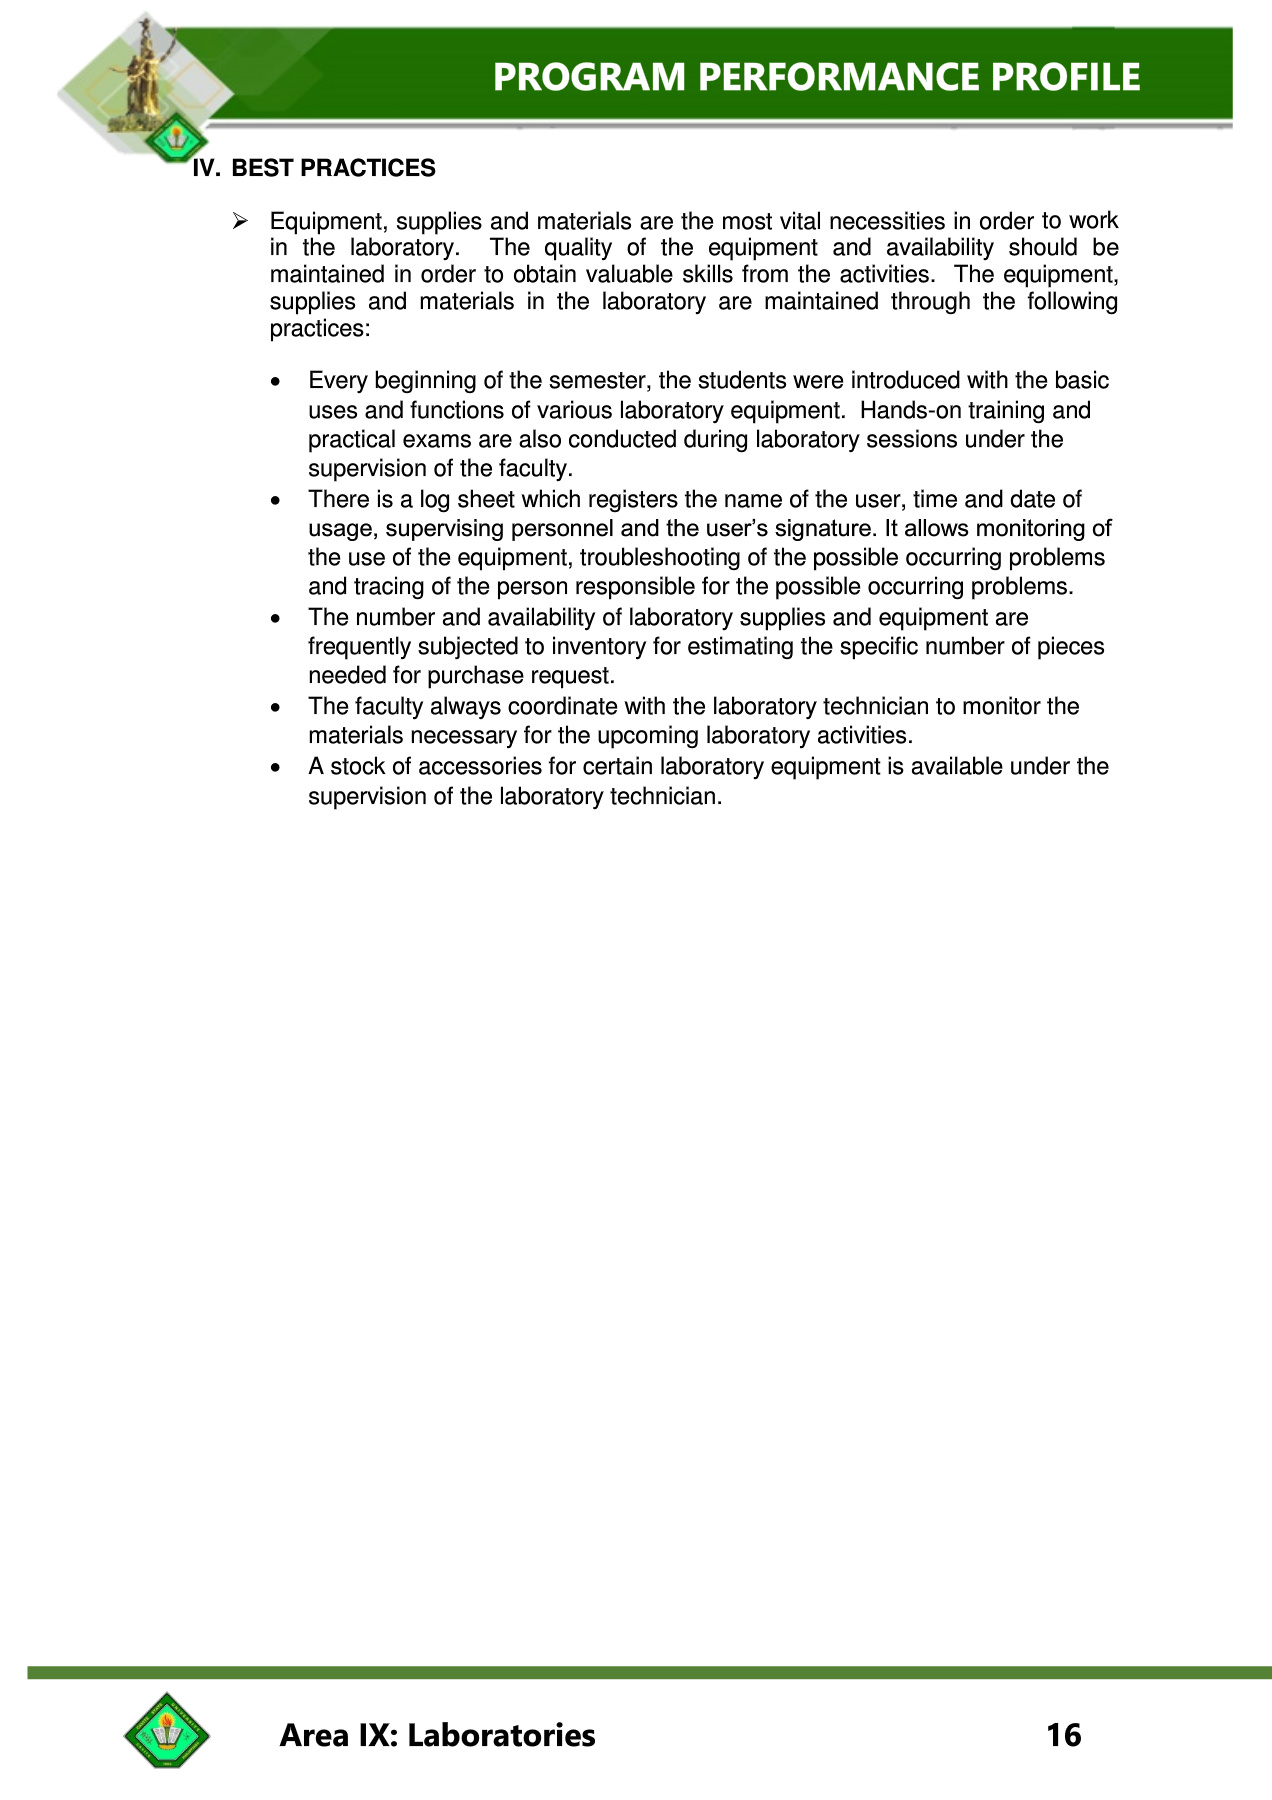 PROGRAM PERFORMANCE PROFILE
IV. BEST PRACTICES
➢ Equipment, supplies and materials are the most vital necessities in order to work
in the laboratory. The quality of the equipment and availability should be
maintained in order to obtain valuable skills from the activities. The equipment,
supplies and materials in the laboratory are maintained through the following
practices:
• Every beginning of the semester, the students were introduced with the basic
uses and functions of various laboratory equipment. Hands-on training and
practical exams are also conducted during laboratory sessions under the
supervision of the faculty.
• There is a log sheet which registers the name of the user, time and date of
usage, supervising personnel and the user’s signature. It allows monitoring of
the use of the equipment, troubleshooting of the possible occurring problems
and tracing of the person responsible for the possible occurring problems.
• The number and availability of laboratory supplies and equipment are
frequently subjected to inventory for estimating the specific number of pieces
needed for purchase request.
• The faculty always coordinate with the laboratory technician to monitor the
materials necessary for the upcoming laboratory activities.
• A stock of accessories for certain laboratory equipment is available under the
supervision of the laboratory technician.
Area IX: Laboratories 16